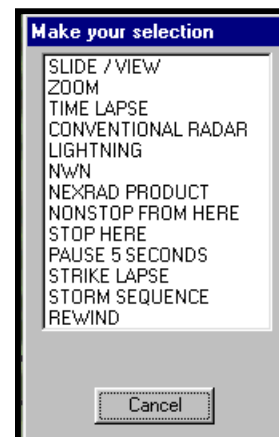 Make your selection
SLIDE / VIEW
ZOOM
TIME LAPSE
CONVENTIONAL RADAR
LIGHTNING
NWN
NEXRAD PRODUCT
NONSTOP FROM HERE
STOP HERE
PAUSE 5 SECONDS
STRIKE LAPSE
STORM SEQUENCE
REWIND
Cancel